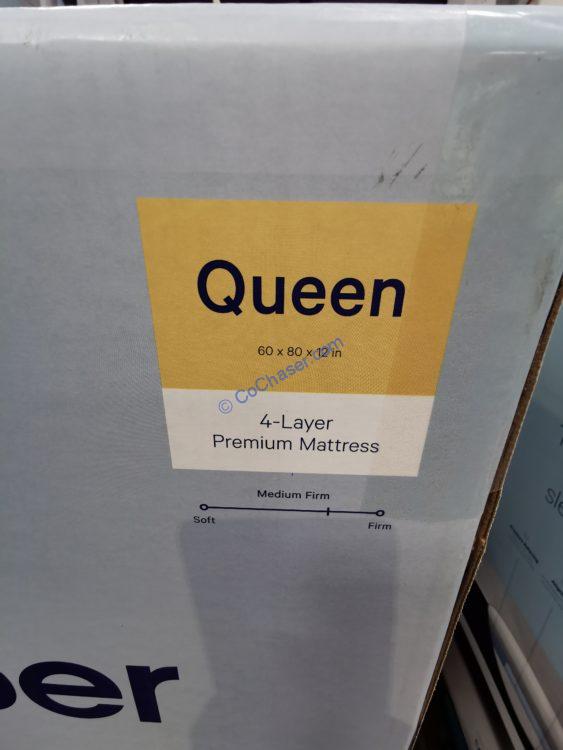 Queen
60 x 80 x 12 in
© CoChaser.com
4-Layer
Premium Mattress
Medium Firm
Soft Firm
per